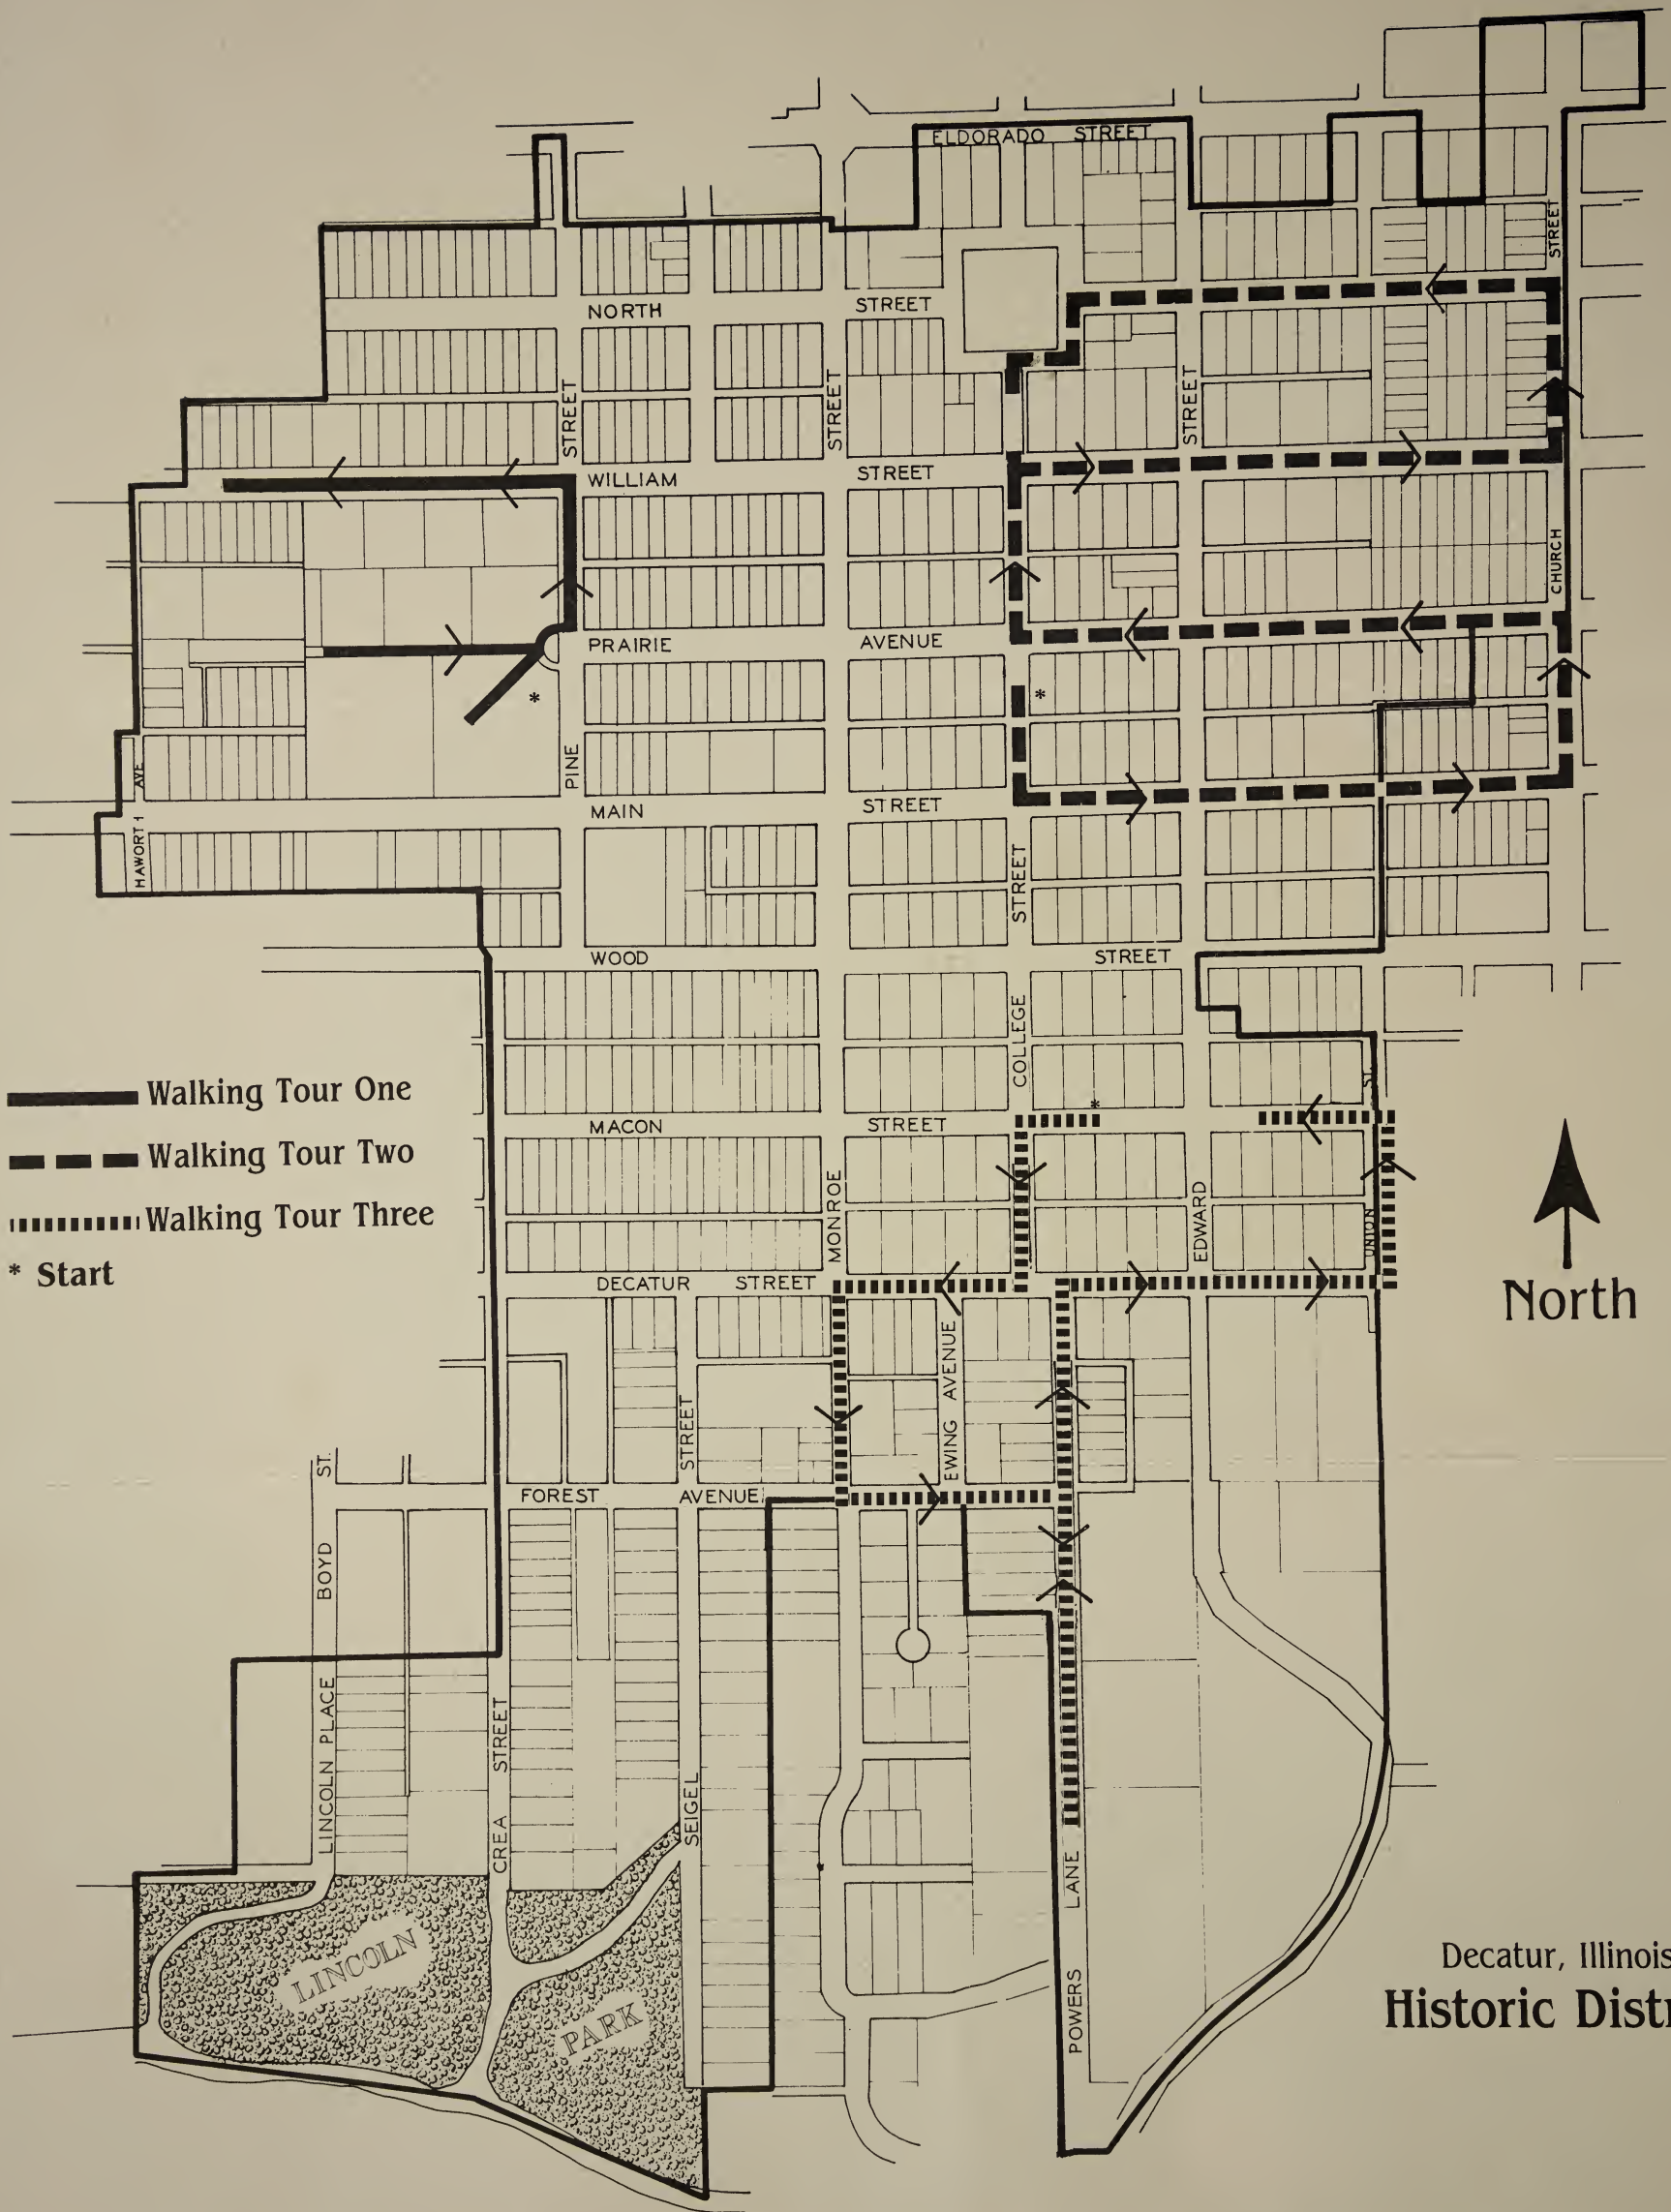 ELDORADO STREET
STREET
NORTH STREET
STREET
STREET
STREET
WILLIAM STREET
CHURCH
PRAIRIE AVENUE
*
*
PINE
AVE
HAWORTH
MAIN STREET
STREET
WOOD STREET
COLLEGE
ST.
*
MACON STREET
Walking Tour One
Walking Tour Two
Walking Tour Three
* Start
MONROE
EDWARD
UNION
North
DECATUR STREET
EWING AVENUE
STREET
ST.
BOYD
FOREST AVENUE
LINCOLN PLACE
CREA STREET
SEIGEL
POWERS LANE
LINCOLN
PARK
Decatur, Illinois
Historic Distr